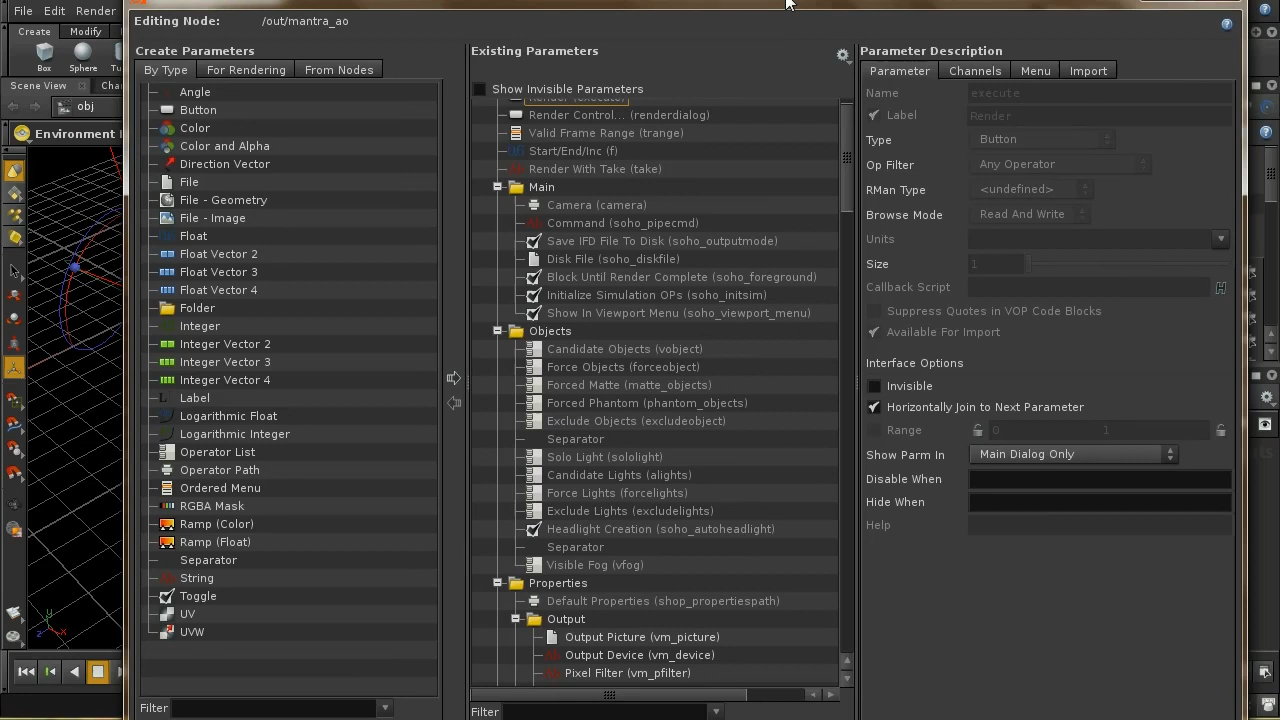 File Edit Render
Editing Node: /out/mantra_ao
Create Modify
Box Sphere
Scene View
obj
Environment
Create Parameters
By Type For Rendering From Nodes
Angle
Button
Color
Color and Alpha
Direction Vector
File
File - Geometry
File - Image
Float
Float Vector 2
Float Vector 3
Float Vector 4
Folder
Integer
Integer Vector 2
Integer Vector 3
Integer Vector 4
Label
Logarithmic Float
Logarithmic Integer
Operator List
Operator Path
Ordered Menu
RGBA Mask
Ramp (Color)
Ramp (Float)
Separator
String
Toggle
UV
UVW
Filter
Existing Parameters
Show Invisible Parameters
Render (execute)
Render Control... (renderdialog)
Valid Frame Range (trange)
Start/End/Inc (f)
Render With Take (take)
Main
Camera (camera)
Command (soho_pipecmd)
Save IFD File To Disk (soho_outputmode)
Disk File (soho_diskfile)
Block Until Render Complete (soho_foreground)
Initialize Simulation OPs (soho_initsim)
Show In Viewport Menu (soho_viewport_menu)
Objects
Candidate Objects (vobject)
Force Objects (forceobject)
Forced Matte (matte_objects)
Forced Phantom (phantom_objects)
Exclude Objects (excludeobject)
Separator
Solo Light (sololight)
Candidate Lights (alights)
Force Lights (forcelights)
Exclude Lights (excludelights)
Headlight Creation (soho_autoheadlight)
Separator
Visible Fog (vfog)
Properties
Default Properties (shop_propertiespath)
Output
Output Picture (vm_picture)
Output Device (vm_device)
Pixel Filter (vm_pfilter)
Filter
Parameter Description
Parameter Channels Menu Import
Name execute
Label Render
Type Button
Op Filter Any Operator
RMan Type <undefined>
Browse Mode Read And Write
Units
Size 1
Callback Script
Suppress Quotes in VOP Code Blocks
Available For Import
Interface Options
Invisible
Horizontally Join to Next Parameter
Range 0 1
Show Parm In Main Dialog Only
Disable When
Hide When
Help